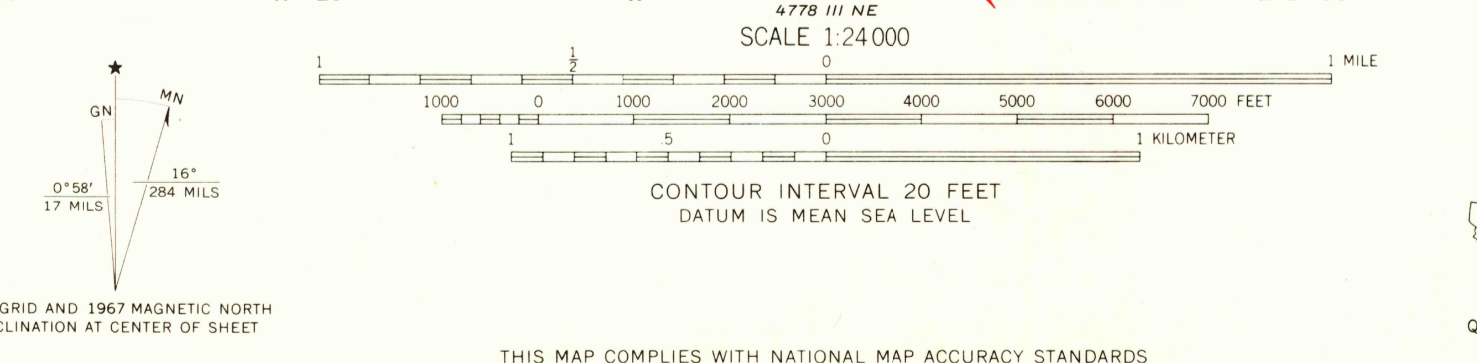 4778 III NE
SCALE 1:24 000
1 1/2 0 1 MILE
1000 0 1000 2000 3000 4000 5000 6000 7000 FEET
1 .5 0 1 KILOMETER
CONTOUR INTERVAL 20 FEET
DATUM IS MEAN SEA LEVEL
GN
MN
0°58′
17 MILS
16°
284 MILS
GRID AND 1967 MAGNETIC NORTH
CLINATION AT CENTER OF SHEET
THIS MAP COMPLIES WITH NATIONAL MAP ACCURACY STANDARDS